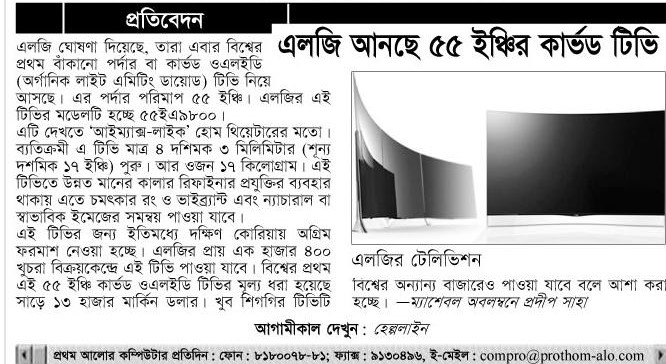 প্রতিবেদন
এলজি আনছে ৫৫ ইঞ্চির কার্ভড টিভি
এলজি ঘোষণা দিয়েছে, তারা এবার বিশ্বের
প্রথম বাঁকানো পর্দার বা কার্ভড ওএলইডি
(অর্গানিক লাইট এমিটিং ডায়োড) টিভি নিয়ে
আসছে। এর পর্দার পরিমাপ ৫৫ ইঞ্চি। এলজির এই
টিভির মডেলটি হচ্ছে ৫৫ইএ৯৮০০।
এটি দেখতে ‘আইম্যাক্স-লাইক’ হোম থিয়েটারের মতো।
ব্যতিক্রমী এ টিভি মাত্র ৪ দশমিক ৩ মিলিমিটার (শূন্য
দশমিক ১৭ ইঞ্চি) পুরু। আর ওজন ১৭ কিলোগ্রাম। এই
টিভিতে উন্নত মানের কালার রিফাইনার প্রযুক্তির ব্যবহার
থাকায় এতে চমৎকার রং ও ভাইব্র্যান্ট এবং ন্যাচারাল বা
স্বাভাবিক ইমেজের সমন্বয় পাওয়া যাবে।
এই টিভির জন্য ইতিমধ্যে দক্ষিণ কোরিয়ায় অগ্রিম
ফরমাশ নেওয়া হচ্ছে। এলজির প্রায় এক হাজার ৪০০
খুচরা বিক্রয়কেন্দ্রে এই টিভি পাওয়া যাবে। বিশ্বের প্রথম
এই ৫৫ ইঞ্চি কার্ভড ওএলইডি টিভির মূল্য ধরা হয়েছে
সাড়ে ১৩ হাজার মার্কিন ডলার। খুব শিগগির টিভিটি
এলজির টেলিভিশন
বিশ্বের অন্যান্য বাজারেও পাওয়া যাবে বলে আশা করা
হচ্ছে। —ম্যাশেবল অবলম্বনে প্রদীপ সাহা
আগামীকাল দেখুন : হেল্পলাইন
প্রথম আলোর কম্পিউটার প্রতিদিন : ফোন : ৮১৮০০৭৮-৮১; ফ্যাক্স : ৯১৩০৪৯৬, ই-মেইল : compro@prothom-alo.com